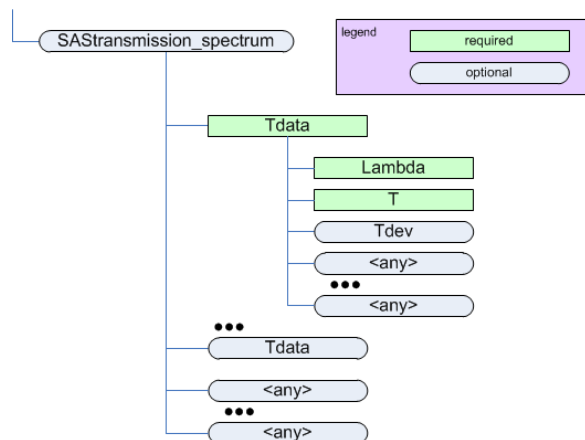 SAStransmission_spectrum
legend
required
optional
Tdata
Lambda
T
Tdev
<any>
●●●
<any>
●●●
Tdata
<any>
●●●
<any>